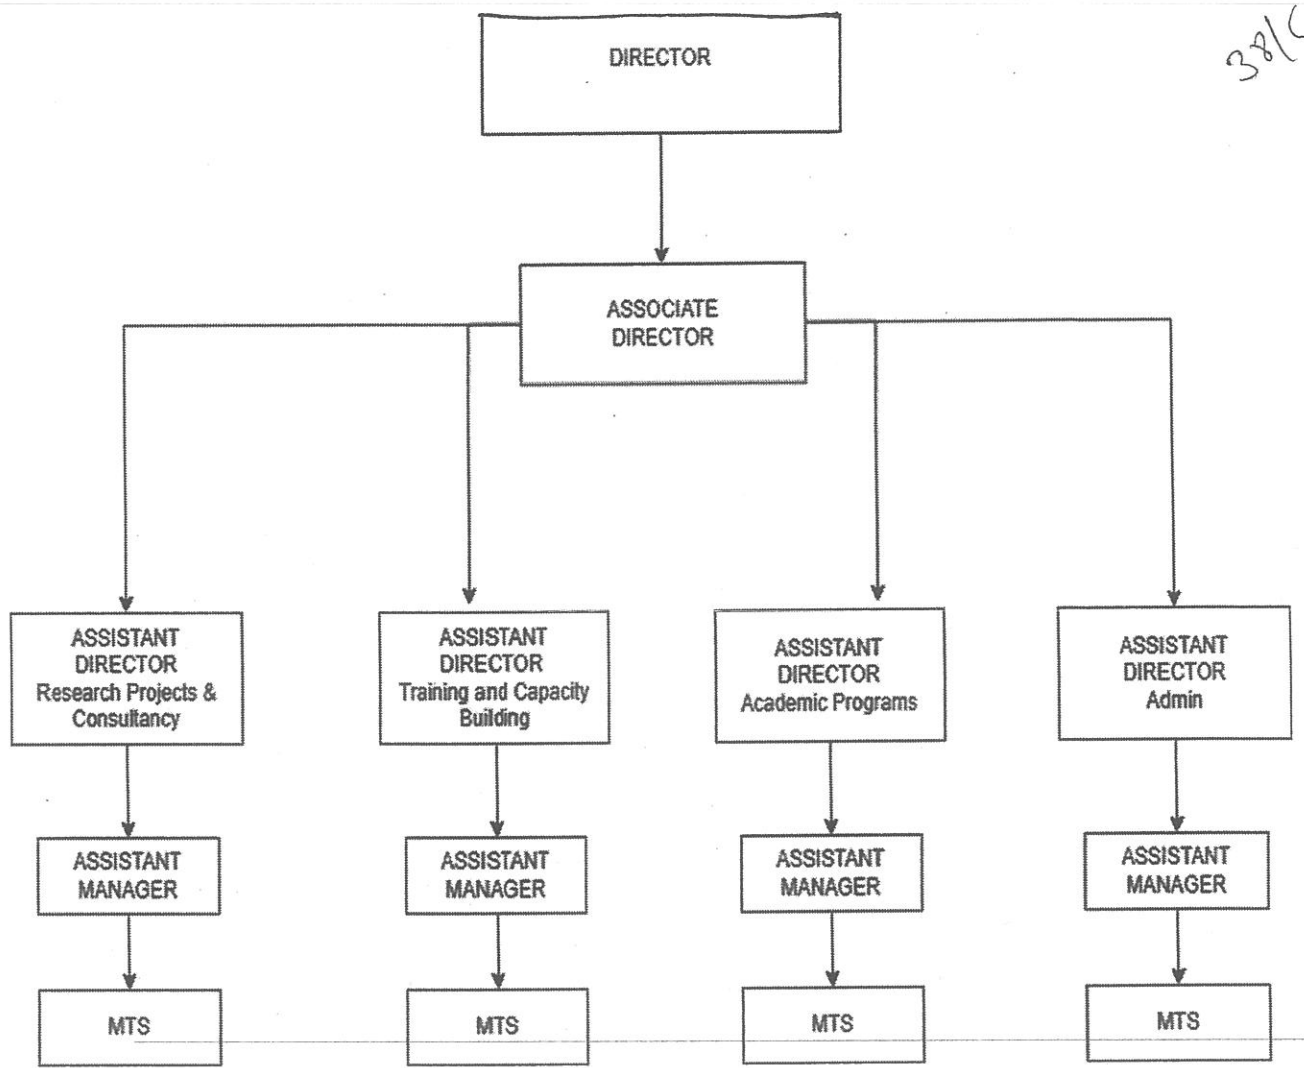 38/C
DIRECTOR
ASSOCIATE
DIRECTOR
ASSISTANT
DIRECTOR
Research Projects &
Consultancy
ASSISTANT
DIRECTOR
Training and Capacity
Building
ASSISTANT
DIRECTOR
Academic Programs
ASSISTANT
DIRECTOR
Admin
ASSISTANT
MANAGER
ASSISTANT
MANAGER
ASSISTANT
MANAGER
ASSISTANT
MANAGER
MTS
MTS
MTS
MTS